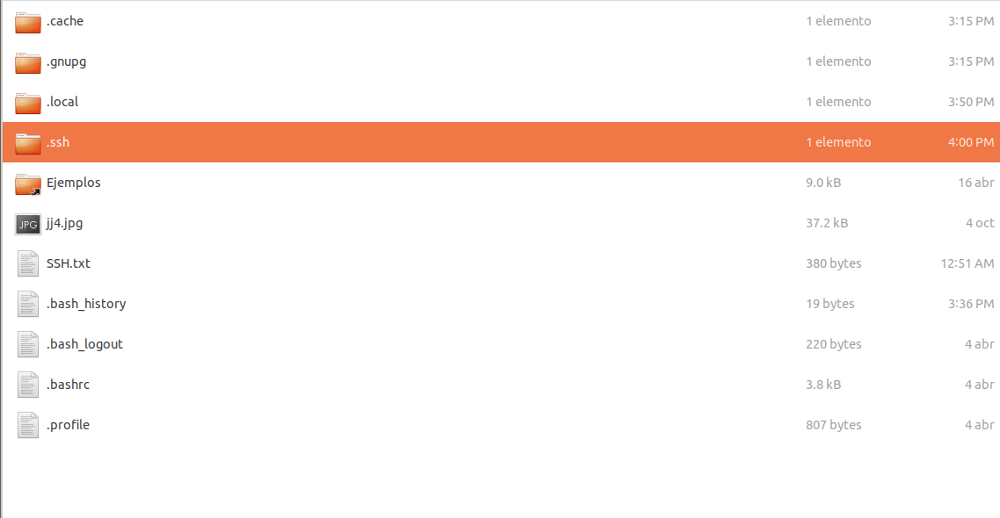 .cache 1 elemento 3:15 PM
.gnupg 1 elemento 3:15 PM
.local 1 elemento 3:50 PM
.ssh 1 elemento 4:00 PM
Ejemplos 9.0 kB 16 abr
JPG jj4.jpg 37.2 kB 4 oct
SSH.txt 380 bytes 12:51 AM
.bash_history 19 bytes 3:36 PM
.bash_logout 220 bytes 4 abr
.bashrc 3.8 kB 4 abr
.profile 807 bytes 4 abr